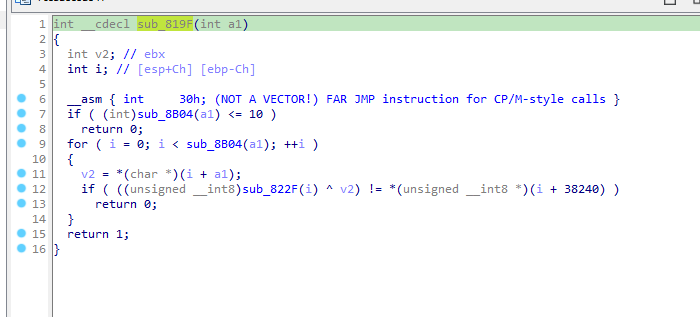 1 int __cdecl sub_819F(int a1)
2 {
3 int v2; // ebx
4 int i; // [esp+Ch] [ebp-Ch]
5
6 __asm { int     30h; (NOT A VECTOR!) FAR JMP instruction for CP/M-style calls }
7 if ( (int)sub_8B04(a1) <= 10 )
8 return 0;
9 for ( i = 0; i < sub_8B04(a1); ++i )
10 {
11 v2 = *(char *)(i + a1);
12 if ( ((unsigned __int8)sub_822F(i) ^ v2) != *(unsigned __int8 *)(i + 38240) )
13 return 0;
14 }
15 return 1;
16 }